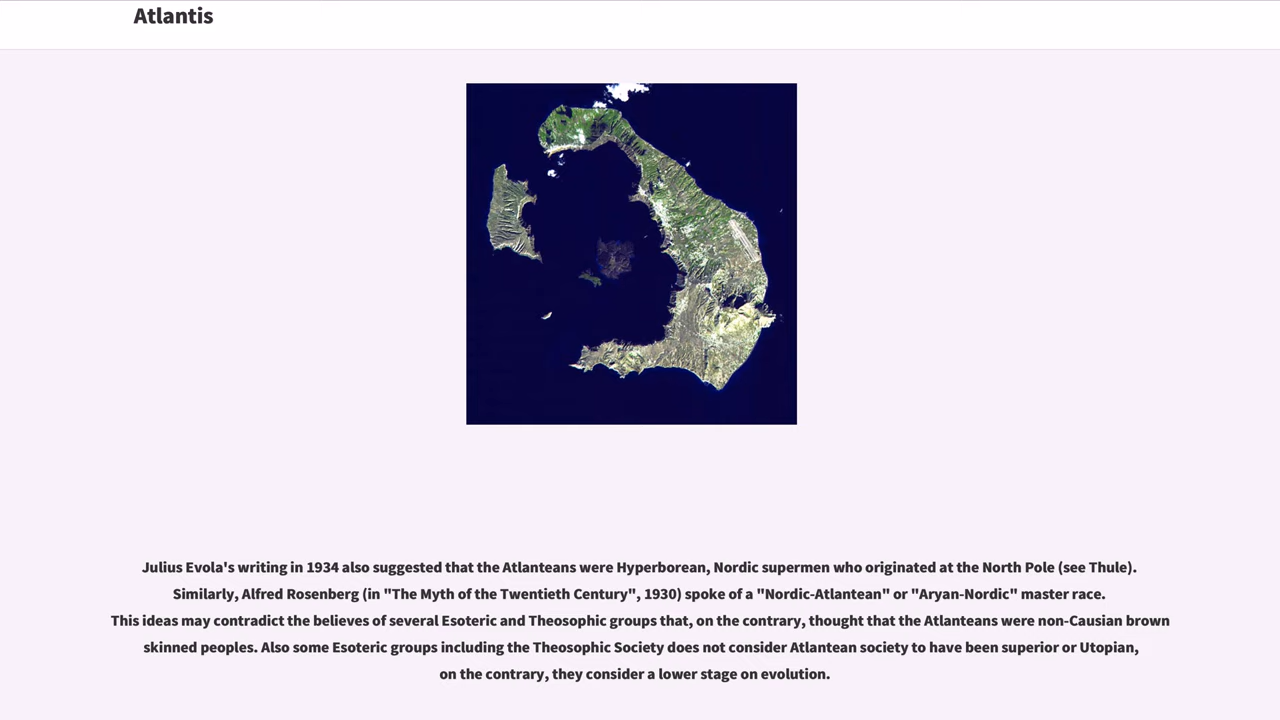 Atlantis
Julius Evola's writing in 1934 also suggested that the Atlanteans were Hyperborean, Nordic supermen who originated at the North Pole (see Thule).
Similarly, Alfred Rosenberg (in "The Myth of the Twentieth Century", 1930) spoke of a "Nordic-Atlantean" or "Aryan-Nordic" master race.
This ideas may contradict the believes of several Esoteric and Theosophic groups that, on the contrary, thought that the Atlanteans were non-Causian brown
skinned peoples. Also some Esoteric groups including the Theosophic Society does not consider Atlantean society to have been superior or Utopian,
on the contrary, they consider a lower stage on evolution.